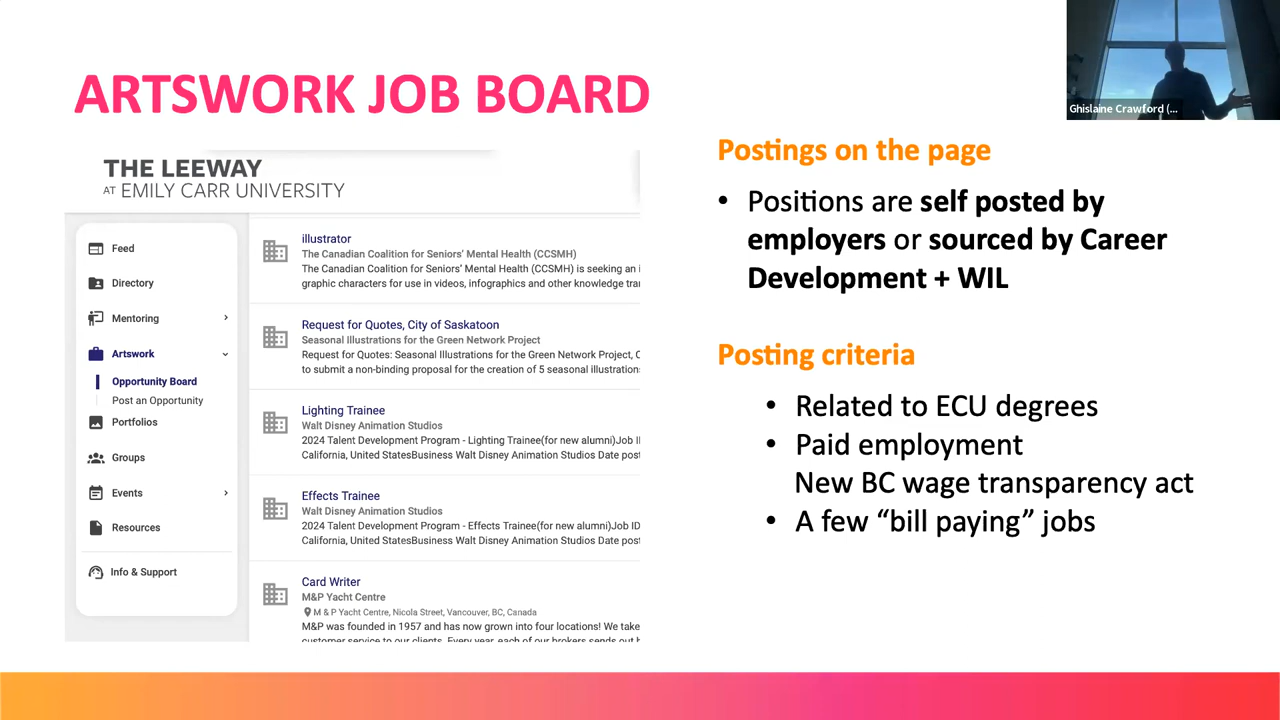 ARTSWORK JOB BOARD
Ghislaine Crawford (...
THE LEEWAY
AT EMILY CARR UNIVERSITY
Feed
Directory
Mentoring
Artswork
Opportunity Board
Post an Opportunity
Portfolios
Groups
Events
Resources
Info & Support
illustrator
The Canadian Coalition for Seniors' Mental Health (CCSMH)
The Canadian Coalition for Seniors' Mental Health (CCSMH) is seeking an
graphic characters for use in videos, infographics and other knowledge
Request for Quotes, City of Saskatoon
Seasonal Illustrations for the Green Network Project
Request for Quotes: Seasonal Illustrations for the Green Network Project,
to submit a non-binding proposal for the creation of 5 seasonal illustrations
Lighting Trainee
Walt Disney Animation Studios
2024 Talent Development Program - Lighting Trainee(for new alumni)Job ID
California, United StatesBusiness Walt Disney Animation Studios Date
Effects Trainee
Walt Disney Animation Studios
2024 Talent Development Program - Effects Trainee(for new alumni)Job ID
California, United StatesBusiness Walt Disney Animation Studios Date
Card Writer
M&P Yacht Centre
M & P Yacht Centre, Nicola Street, Vancouver, BC, Canada
M&P was founded in 1957 and has now grown into four locations! We take
customer service to our clients. Every year, each of our brokers sends out
Postings on the page
• Positions are self posted by
employers or sourced by Career
Development + WIL
Posting criteria
• Related to ECU degrees
• Paid employment
New BC wage transparency act
• A few “bill paying” jobs